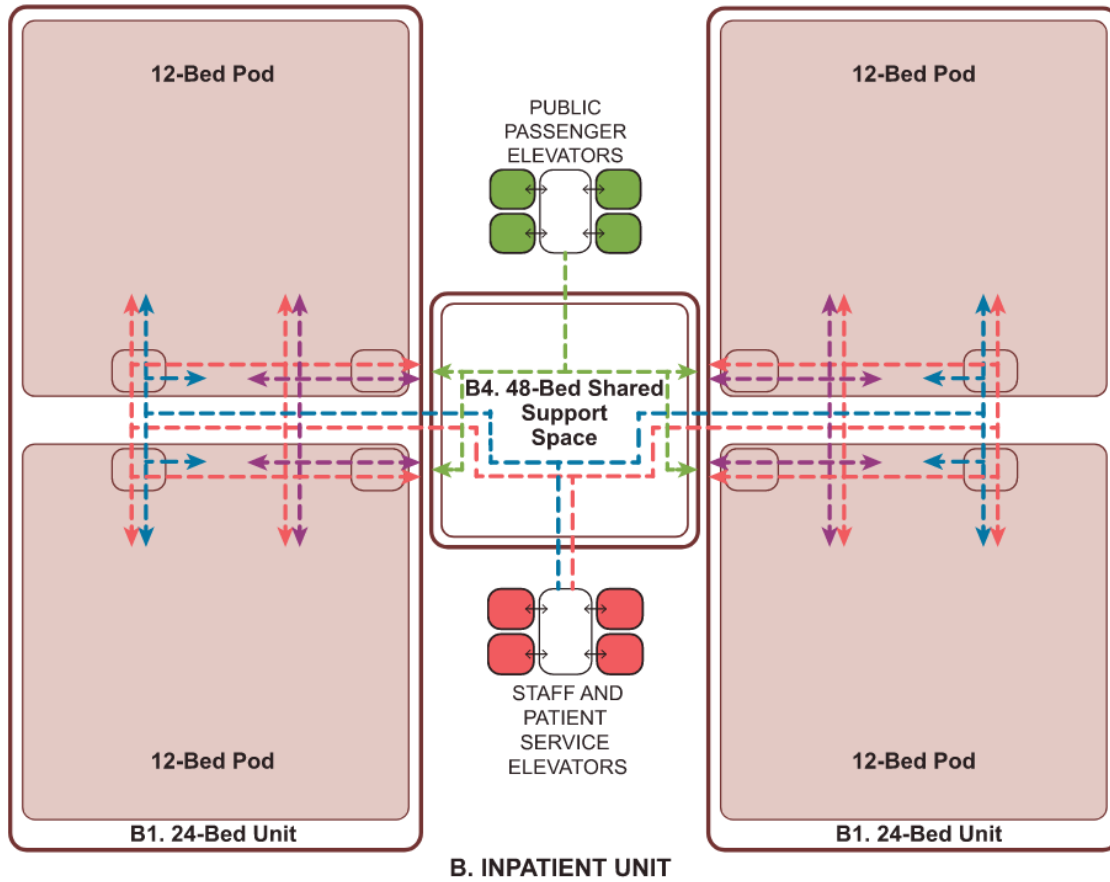 12-Bed Pod
12-Bed Pod
PUBLIC
PASSENGER
ELEVATORS
B4. 48-Bed Shared
Support
Space
STAFF AND
PATIENT
SERVICE
ELEVATORS
12-Bed Pod
12-Bed Pod
B1. 24-Bed Unit
B1. 24-Bed Unit
B. INPATIENT UNIT